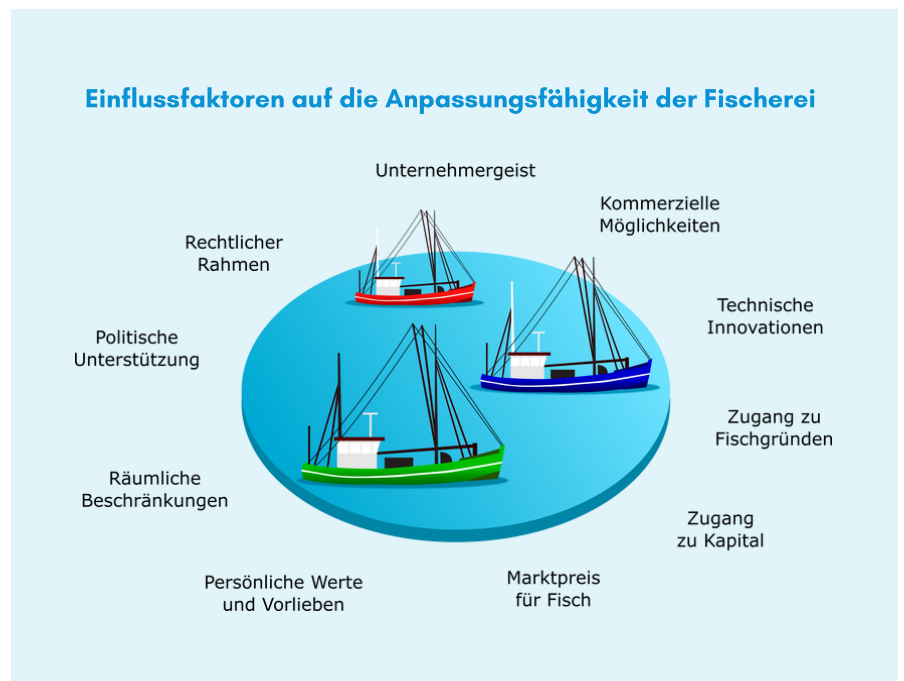 Einflussfaktoren auf die Anpassungsfähigkeit der Fischerei
Unternehmergeist
Kommerzielle
Möglichkeiten
Rechtlicher
Rahmen
Technische
Innovationen
Politische
Unterstützung
Zugang zu
Fischgründen
Räumliche
Beschränkungen
Zugang
zu Kapital
Persönliche Werte
und Vorlieben
Marktpreis
für Fisch